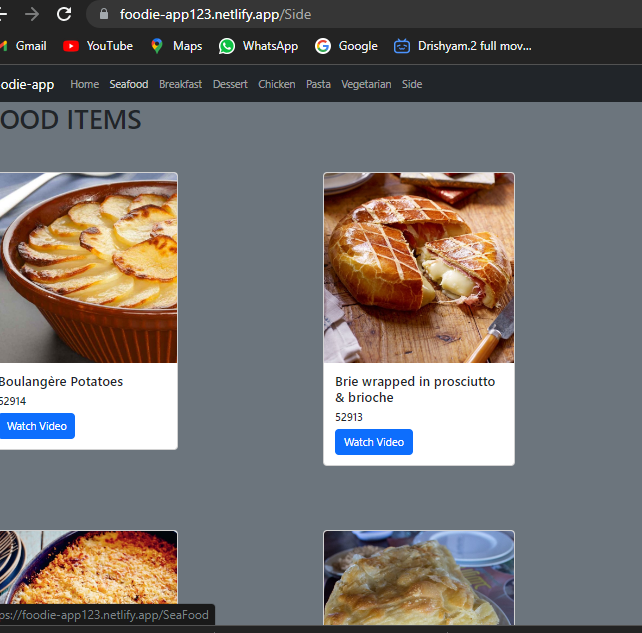 foodie-app123.netlify.app/Side
Gmail YouTube Maps WhatsApp Google Drishyam.2 full mov...
odie-app Home Seafood Breakfast Dessert Chicken Pasta Vegetarian Side
OOD ITEMS
Boulangère Potatoes
52914
Watch Video
Brie wrapped in prosciutto
& brioche
52913
Watch Video
ps://foodie-app123.netlify.app/SeaFood